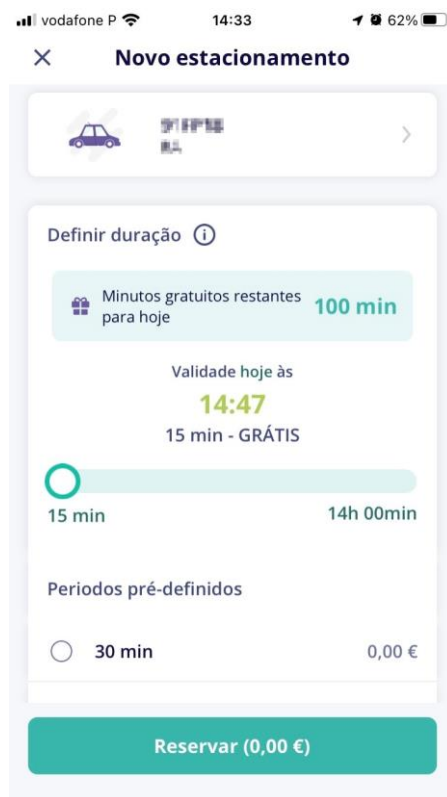 vodafone P 14:33 62%
Novo estacionamento
Definir duração
Minutos gratuitos restantes
para hoje
100 min
Validade hoje às
14:47
15 min - GRÁTIS
15 min 14h 00min
Periodos pré-definidos
30 min 0,00 €
Reservar (0,00 €)